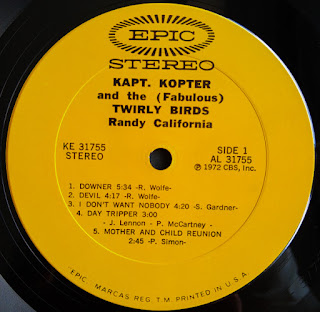 EPIC
STEREO
KAPT. KOPTER
and the (Fabulous)
TWIRLY BIRDS
Randy California
KE 31755
STEREO
SIDE 1
AL 31755
℗ 1972 CBS, Inc.
1. DOWNER 5:34 -R. Wolfe-
2. DEVIL 4:17 -R. Wolfe-
3. I DON'T WANT NOBODY 4:20 -S. Gardner-
4. DAY TRIPPER 3:00
- J. Lennon - P. McCartney -
5. MOTHER AND CHILD REUNION
2:45 -P. Simon-
EPIC, MARCAS REG. T.M. PRINTED IN U.S.A.